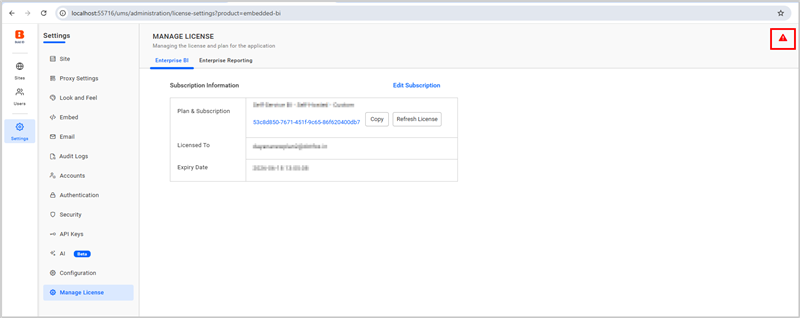 localhost:55716/ums/administration/license-settings?product=embedded-bi
Settings
MANAGE LICENSE
Managing the license and plan for the application
Enterprise BI
Enterprise Reporting
Sites
Users
Settings
Site
Proxy Settings
Look and Feel
Embed
Email
Audit Logs
Accounts
Authentication
Security
API Keys
AI Beta
Configuration
Manage License
Subscription Information
Edit Subscription
Plan & Subscription
53c8d850-7671-451f-9c65-86f620400db7
Copy
Refresh License
Licensed To
Expiry Date